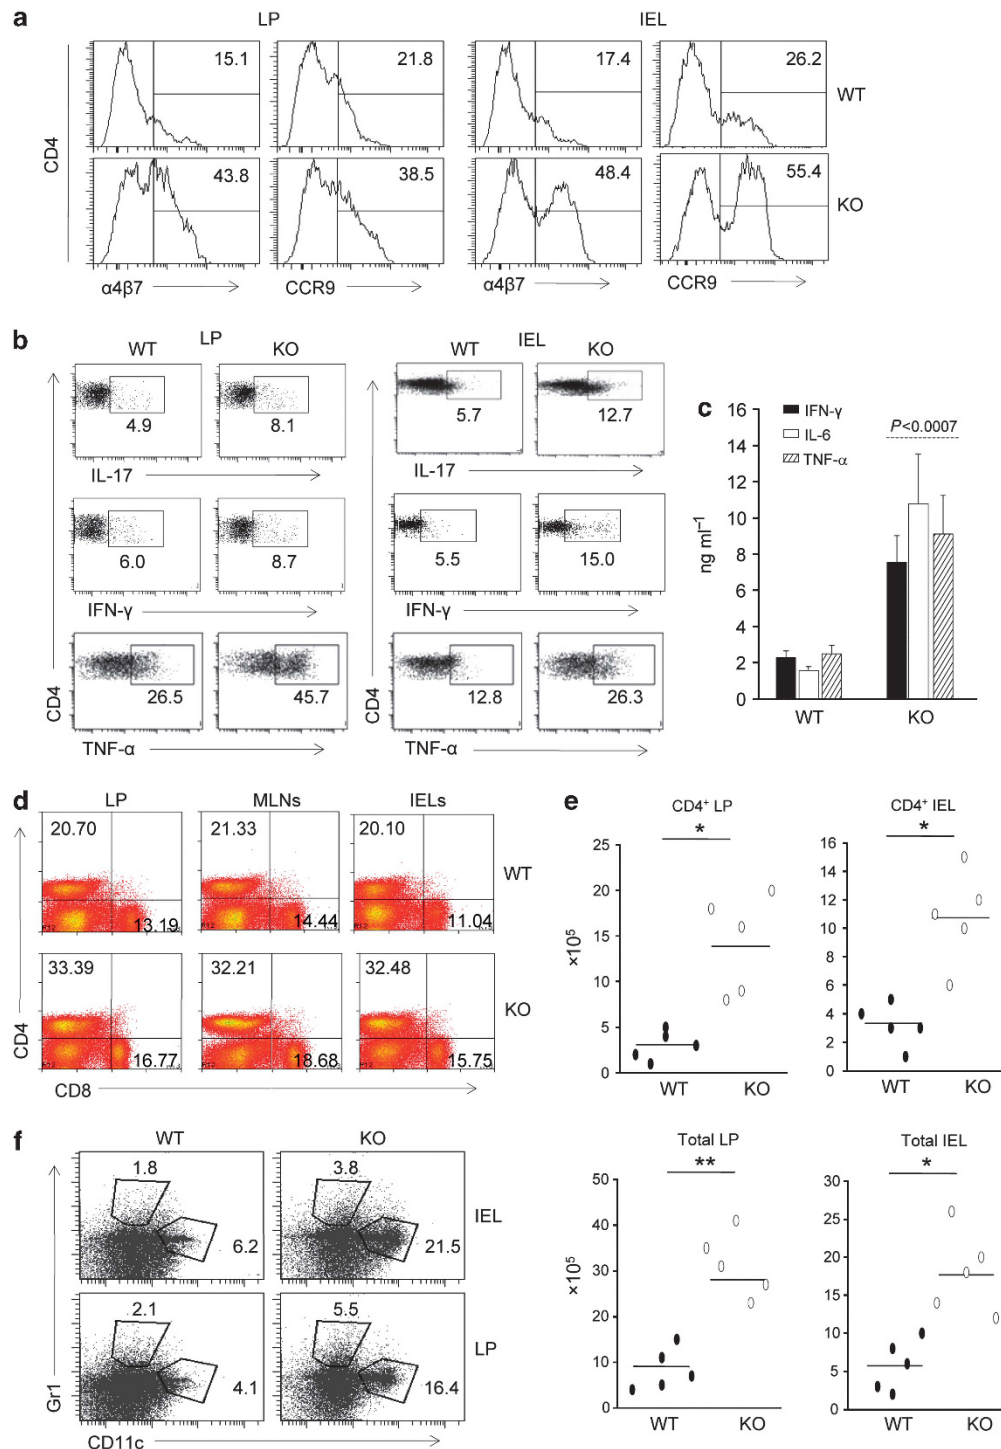 a
LP
IEL
15.1
21.8
17.4
26.2
WT
CD4
43.8
38.5
48.4
55.4
KO
α4β7
CCR9
α4β7
CCR9
b
LP
IEL
WT
KO
WT
KO
4.9
8.1
5.7
12.7
IL-17
IL-17
6.0
8.7
5.5
15.0
IFN-γ
IFN-γ
26.5
45.7
12.8
26.3
CD4
CD4
TNF-α
TNF-α
c
16
14
12
10
8
6
4
2
0
ng ml⁻¹
IFN-γ
IL-6
TNF-α
P<0.0007
WT
KO
d
LP
MLNs
IELs
20.70
21.33
20.10
WT
13.19
14.44
11.04
33.39
32.21
32.48
KO
16.77
18.68
15.75
CD4
CD8
e
CD4⁺ LP
*
25
20
15
10
5
0
×10⁵
WT
KO
CD4⁺ IEL
*
16
14
12
10
8
6
4
2
0
WT
KO
Total LP
**
50
40
30
20
10
0
×10⁵
WT
KO
Total IEL
*
30
25
20
15
10
5
0
WT
KO
f
WT
KO
1.8
3.8
IEL
6.2
21.5
2.1
5.5
LP
4.1
16.4
Gr1
CD11c